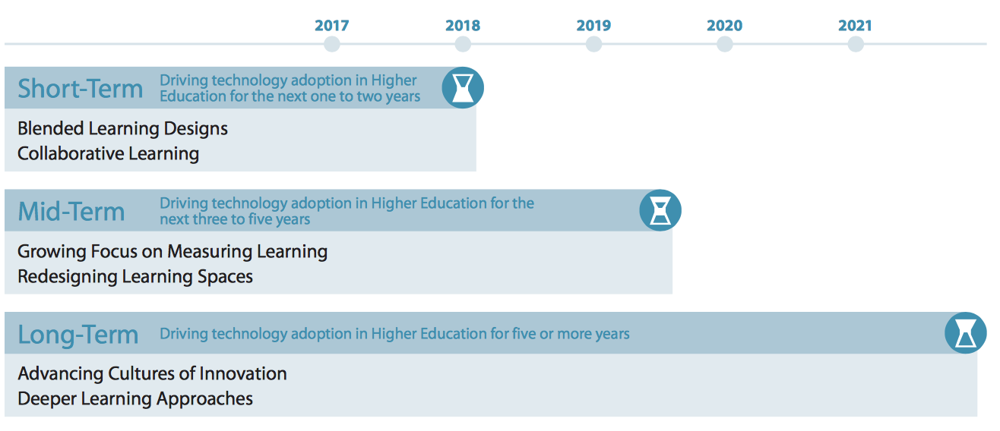 2017 2018 2019 2020 2021
Short-Term
Driving technology adoption in Higher
Education for the next one to two years
Blended Learning Designs
Collaborative Learning
Mid-Term
Driving technology adoption in Higher Education for the
next three to five years
Growing Focus on Measuring Learning
Redesigning Learning Spaces
Long-Term
Driving technology adoption in Higher Education for five or more years
Advancing Cultures of Innovation
Deeper Learning Approaches